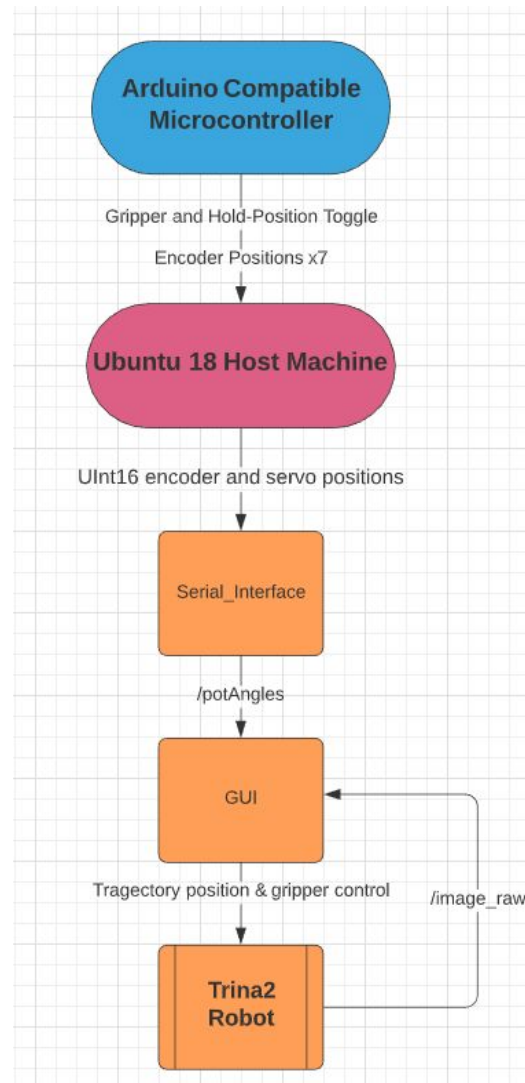 Arduino Compatible
Microcontroller
Gripper and Hold-Position Toggle
Encoder Positions x7
Ubuntu 18 Host Machine
UInt16 encoder and servo positions
Serial_Interface
/potAngles
GUI
Tragectory position & gripper control
/image_raw
Trina2
Robot